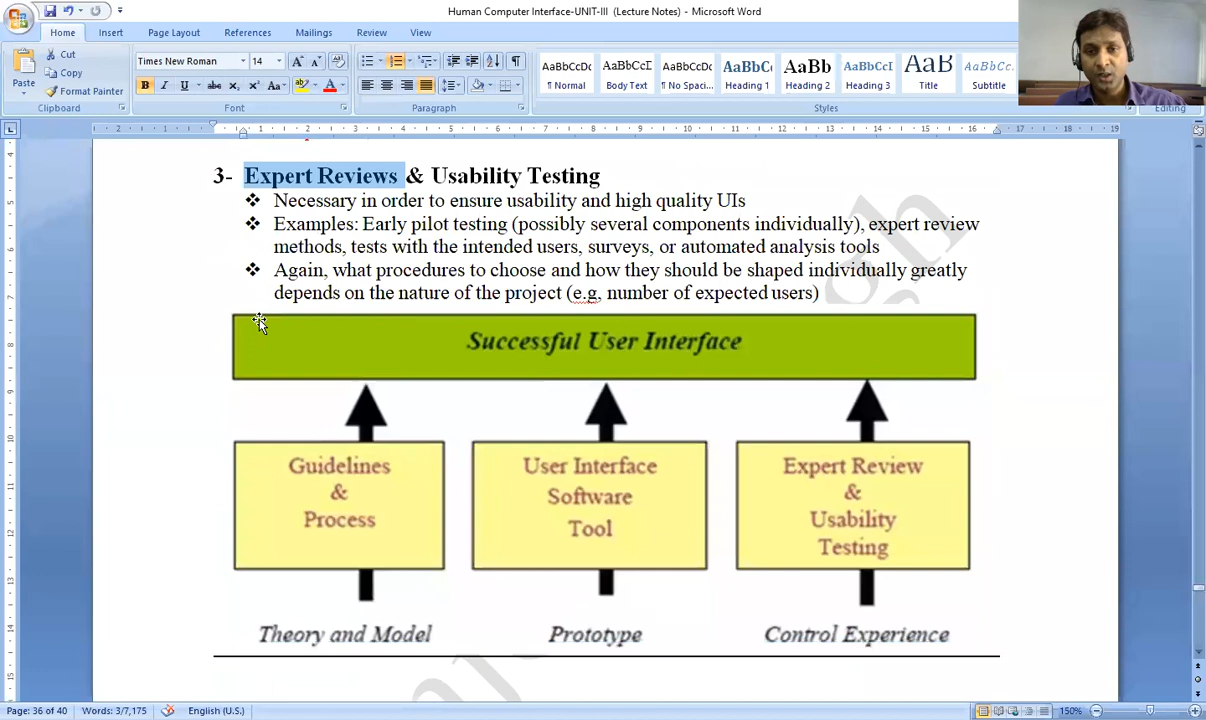 Human Computer Interface-UNIT-III (Lecture Notes) - Microsoft Word
Home Insert Page Layout References Mailings Review View
Paste
Cut
Copy
Format Painter
Clipboard
Times New Roman 14
Font
Paragraph
AaBbCcDc AaBbCcI AaBbCcDc AaBbC AaBb AaBbCcI AaB AaBbCc
¶ Normal Body Text ¶ No Spaci... Heading 1 Heading 2 Heading 3 Title Subtitle
Styles
Editing
3- Expert Reviews & Usability Testing
❖ Necessary in order to ensure usability and high quality UIs
❖ Examples: Early pilot testing (possibly several components individually), expert review
methods, tests with the intended users, surveys, or automated analysis tools
❖ Again, what procedures to choose and how they should be shaped individually greatly
depends on the nature of the project (e.g, number of expected users)
Successful User Interface
Guidelines
&
Process
User Interface
Software
Tool
Expert Review
&
Usability
Testing
Theory and Model
Prototype
Control Experience
Page: 36 of 40 Words: 3/7,175 English (U.S.) 150%